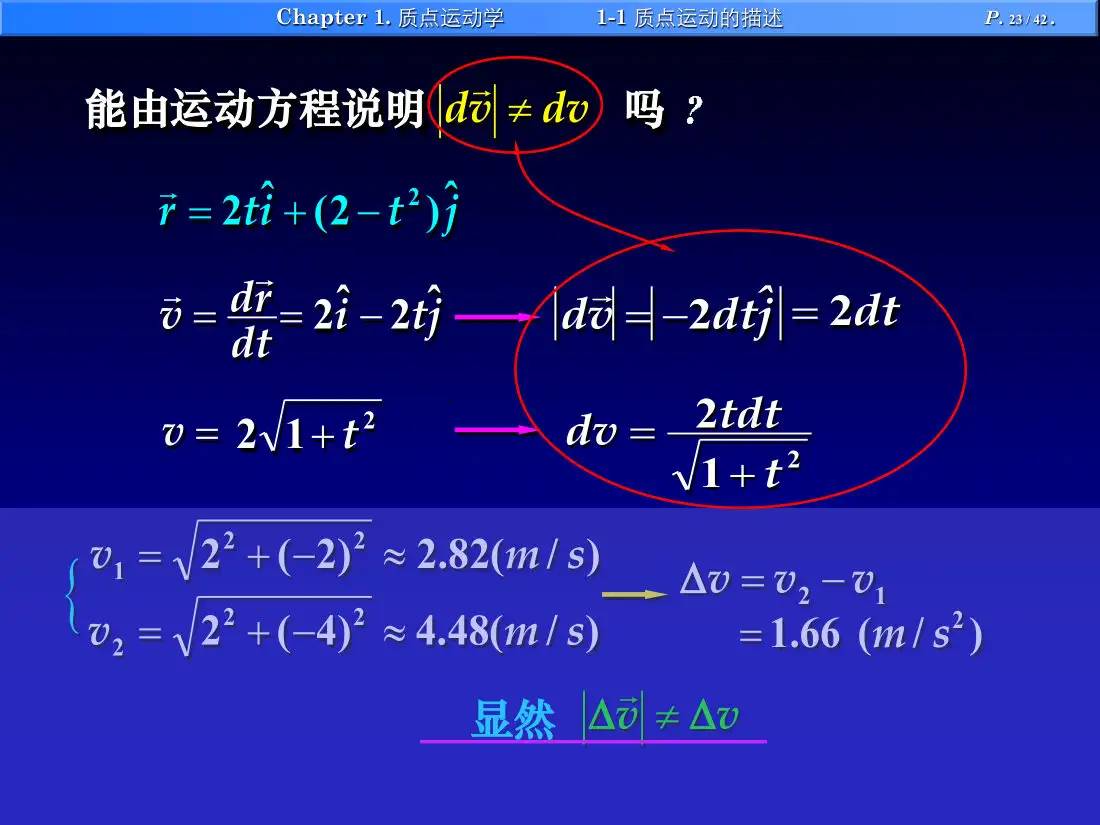 Chapter 1. 质点运动学 1-1 质点运动的描述 P. 23 / 42 .
能由运动方程说明 |dv⃗| ≠ dv 吗 ?
r⃗ = 2tî + (2 − t²)ĵ
v⃗ = dr⃗/dt = 2î − 2tĵ → |dv⃗| = |−2dtĵ| = 2dt
v = 2√(1 + t²) → dv = 2tdt/√(1 + t²)
v₁ = √(2² + (−2)²) ≈ 2.82(m / s)
v₂ = √(2² + (−4)²) ≈ 4.48(m / s)
→ Δv = v₂ − v₁
= 1.66 (m / s²)
显然 |Δv⃗| ≠ Δv